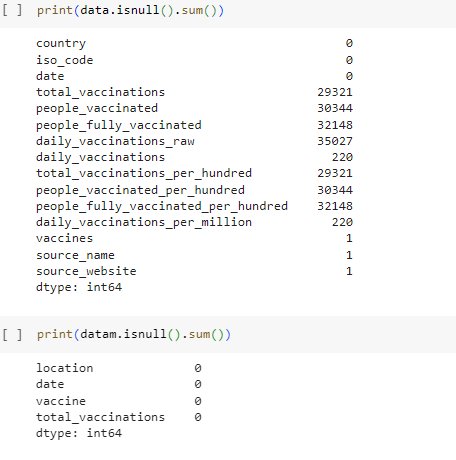 [ ] print(data.isnull().sum())
country 0
iso_code 0
date 0
total_vaccinations 29321
people_vaccinated 30344
people_fully_vaccinated 32148
daily_vaccinations_raw 35027
daily_vaccinations 220
total_vaccinations_per_hundred 29321
people_vaccinated_per_hundred 30344
people_fully_vaccinated_per_hundred 32148
daily_vaccinations_per_million 220
vaccines 1
source_name 1
source_website 1
dtype: int64
[ ] print(datam.isnull().sum())
location 0
date 0
vaccine 0
total_vaccinations 0
dtype: int64